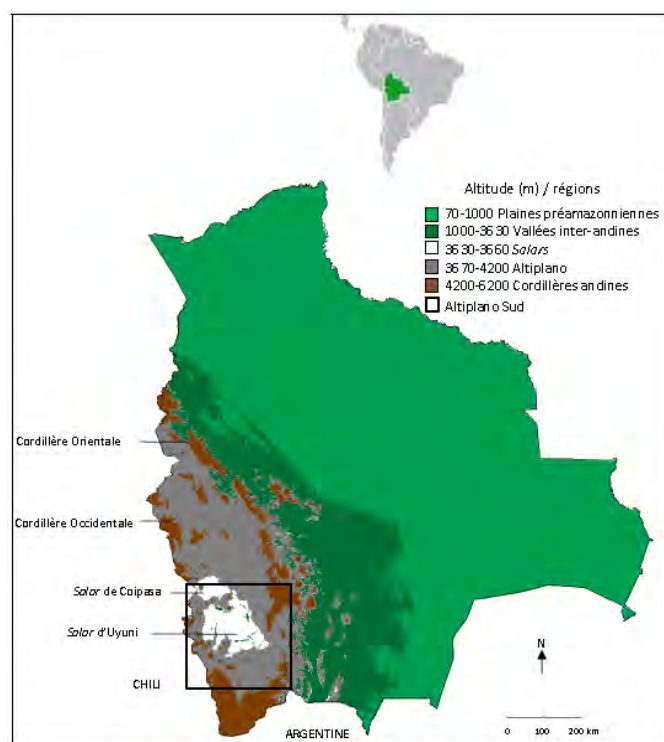 Altitude (m) / régions
70-1000 Plaines préamazonniennes
1000-3630 Vallées inter-andines
3630-3660 Salars
3670-4200 Altiplano
4200-6200 Cordillères andines
Altiplano Sud
Cordillère Orientale
Cordillère Occidentale
Salar de Coipasa
Salar d'Uyuni
CHILI
ARGENTINE
N
0 100 200 km